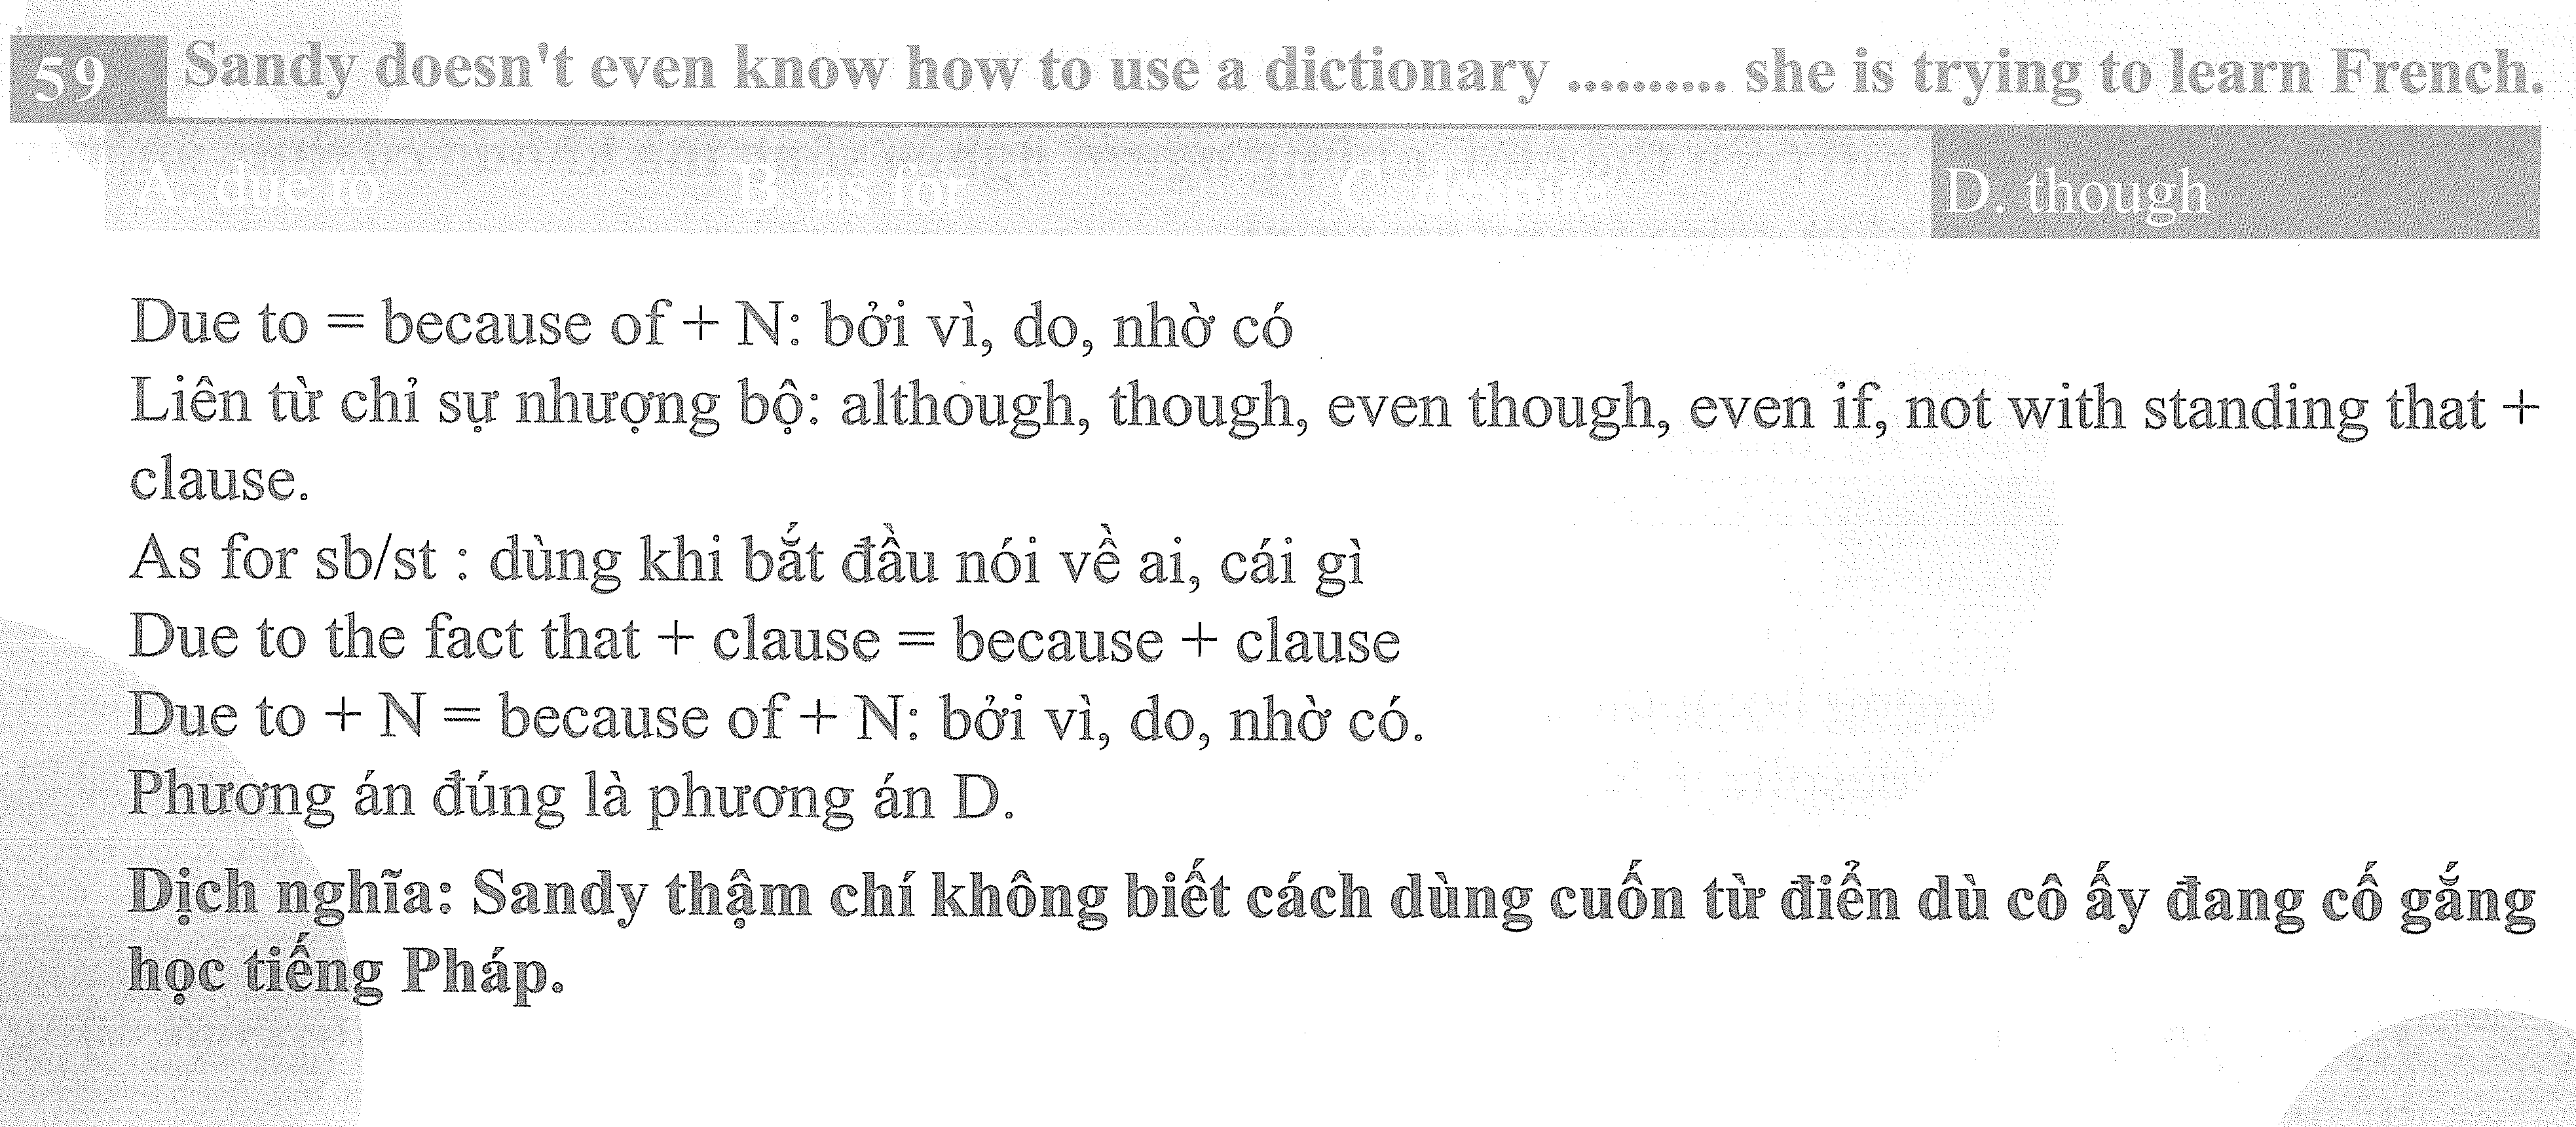 59 Sandy doesn't even know how to use a dictionary .......... she is trying to learn French.
A. due to B. as for C. despite D. though
Due to = because of + N: bởi vì, do, nhờ có
Liên từ chỉ sự nhượng bộ: although, though, even though, even if, not with standing that +
clause.
As for sb/st : dùng khi bắt đầu nói về ai, cái gì
Due to the fact that + clause = because + clause
Due to + N = because of + N: bởi vì, do, nhờ có.
Phương án đúng là phương án D.
Dịch nghĩa: Sandy thậm chí không biết cách dùng cuốn từ điển dù cô ấy đang cố gắng
học tiếng Pháp.